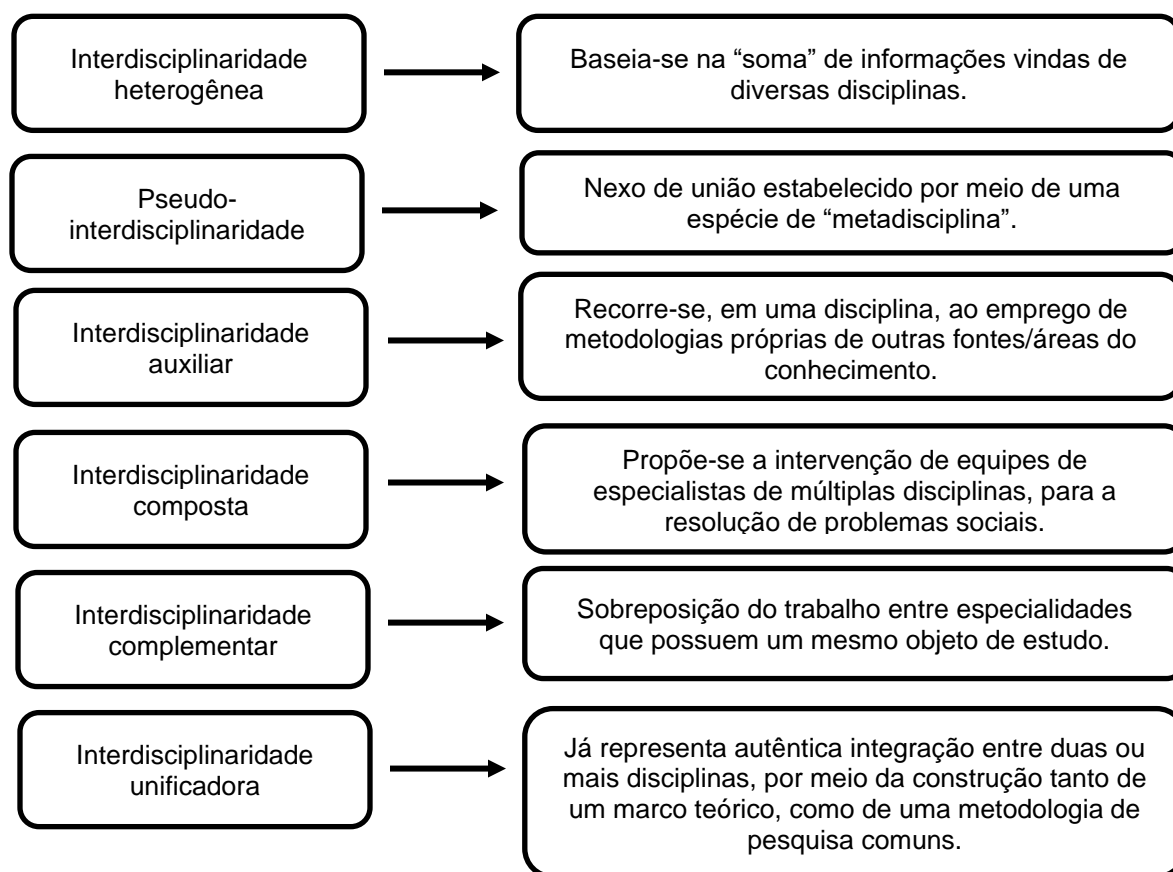 Interdisciplinaridade
heterogênea
Baseia-se na “soma” de informações vindas de
diversas disciplinas.
Pseudo-
interdisciplinaridade
Nexo de união estabelecido por meio de uma
espécie de “metadisciplina”.
Interdisciplinaridade
auxiliar
Recorre-se, em uma disciplina, ao emprego de
metodologias próprias de outras fontes/áreas do
conhecimento.
Interdisciplinaridade
composta
Propõe-se a intervenção de equipes de
especialistas de múltiplas disciplinas, para a
resolução de problemas sociais.
Interdisciplinaridade
complementar
Sobreposição do trabalho entre especialidades
que possuem um mesmo objeto de estudo.
Interdisciplinaridade
unificadora
Já representa autêntica integração entre duas ou
mais disciplinas, por meio da construção tanto de
um marco teórico, como de uma metodologia de
pesquisa comuns.